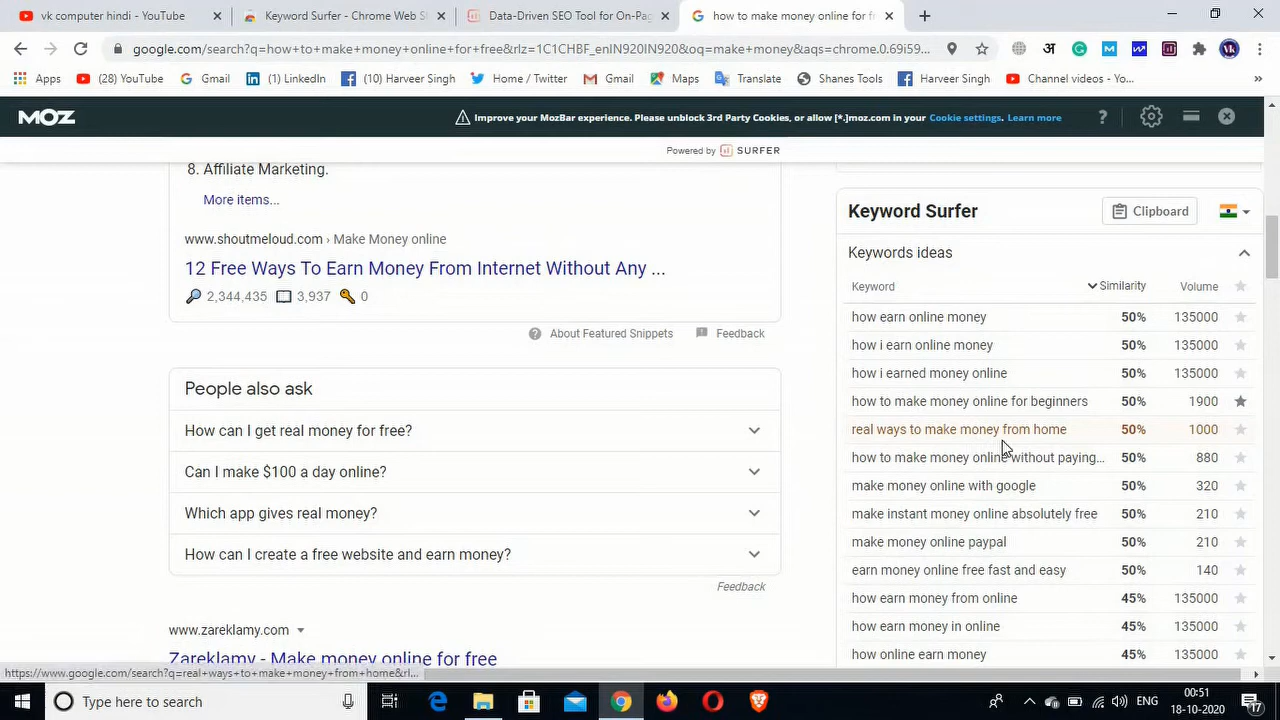 vk computer hindi - YouTube
Keyword Surfer - Chrome Web S
Data-Driven SEO Tool for On-Pag
how to make money online for f
google.com/search?q=how+to+make+money+online+for+free&rlz=1C1CHBF_enIN920IN920&oq=make+money&aqs=chrome.0.69i59...
Apps
(28) YouTube
Gmail
(1) LinkedIn
(10) Harveer Singh
Home / Twitter
Gmail
Maps
Translate
Shanes Tools
Harveer Singh
Channel videos - Yo...
MOZ
Improve your MozBar experience. Please unblock 3rd Party Cookies, or allow [*.]moz.com in your Cookie settings. Learn more
Powered by SURFER
8. Affiliate Marketing.
More items...
www.shoutmeloud.com › Make Money online
12 Free Ways To Earn Money From Internet Without Any ...
2,344,435 3,937 0
About Featured Snippets Feedback
People also ask
How can I get real money for free?
Can I make $100 a day online?
Which app gives real money?
How can I create a free website and earn money?
Feedback
www.zareklamy.com
Zareklamy - Make money online for free
Keyword Surfer Clipboard
Keywords ideas
Keyword Similarity Volume
how earn online money 50% 135000
how i earn online money 50% 135000
how i earned money online 50% 135000
how to make money online for beginners 50% 1900
real ways to make money from home 50% 1000
how to make money online without paying... 50% 880
make money online with google 50% 320
make instant money online absolutely free 50% 210
make money online paypal 50% 210
earn money online free fast and easy 50% 140
how earn money from online 45% 135000
how earn money in online 45% 135000
how online earn money 45% 135000
https://www.google.com/search?q=real+ways+to+make+money+from+home&rl...
Type here to search
ENG
00:51
18-10-2020
17